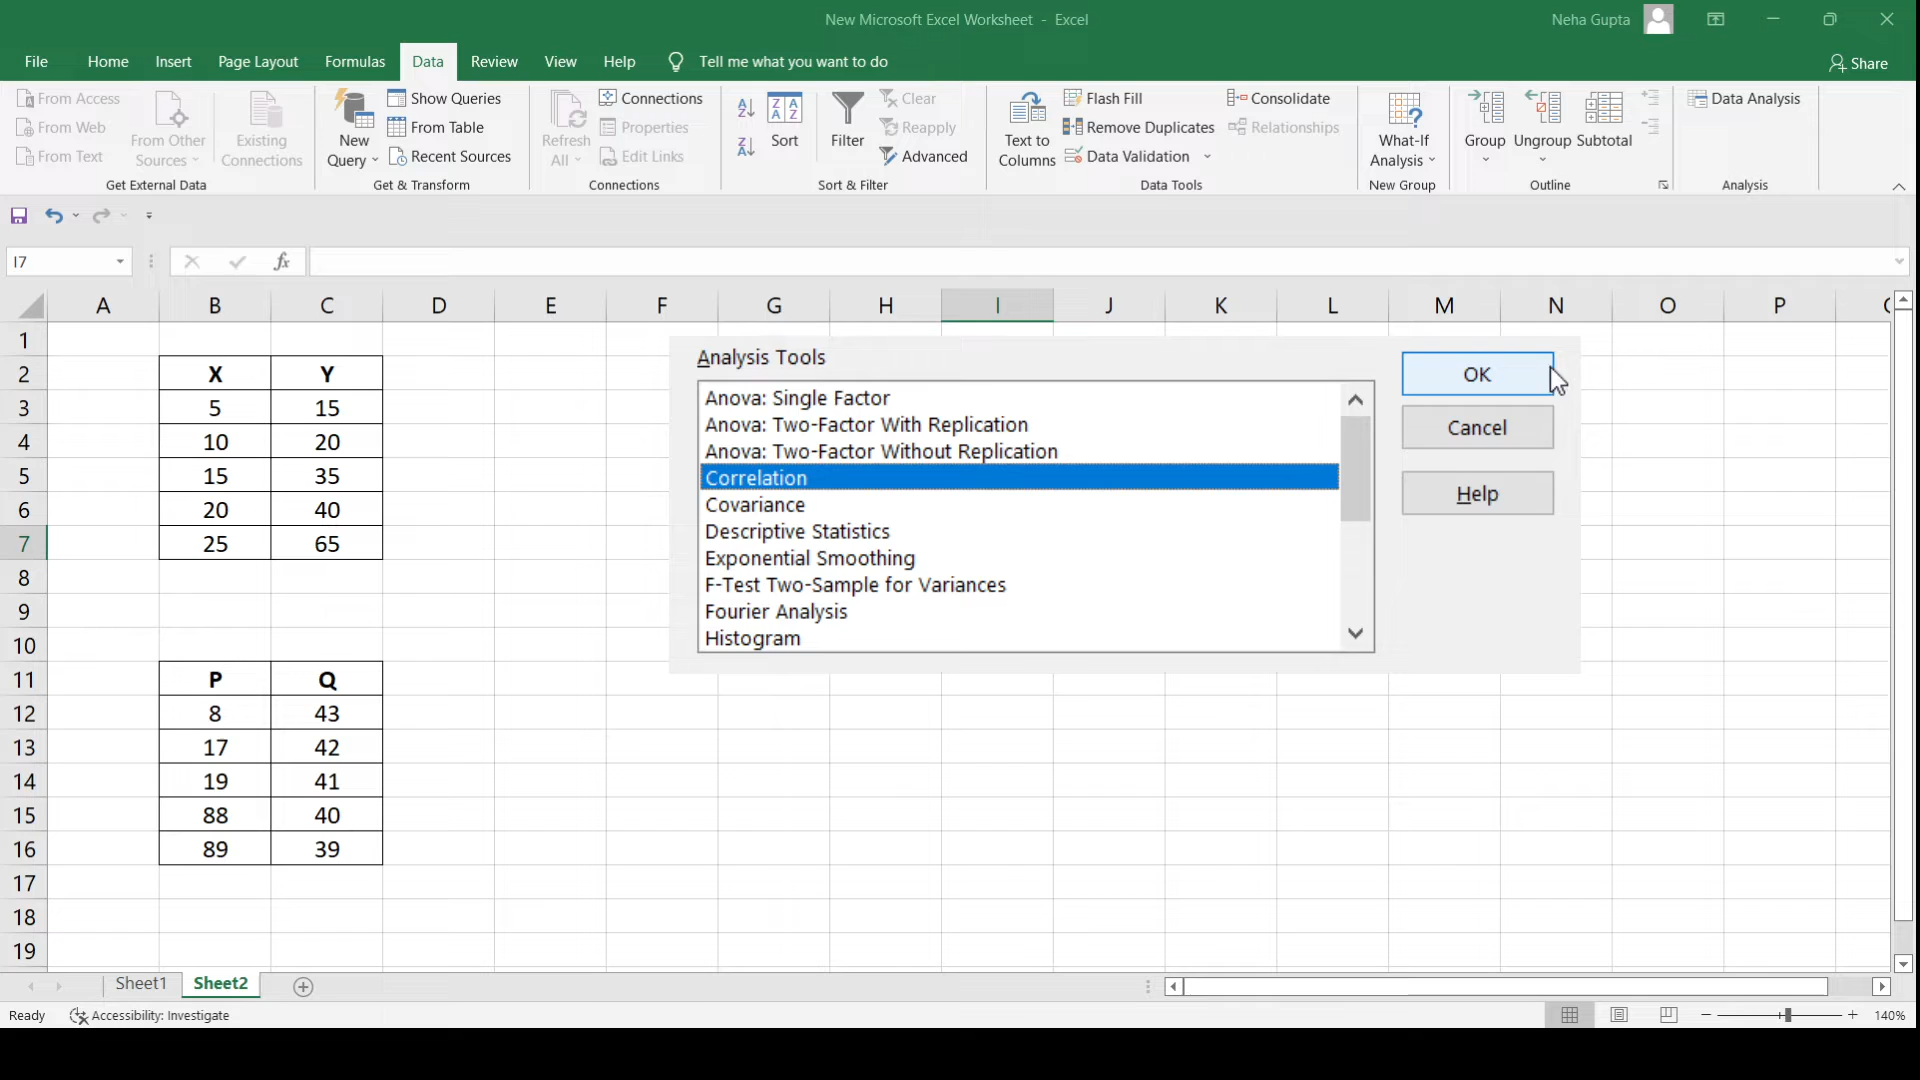 New Microsoft Excel Worksheet - Excel
Neha Gupta
File Home Insert Page Layout Formulas Data Review View Help Tell me what you want to do Share
From Access
From Web
From Text
From Other
Sources
Existing
Connections
Get External Data
New
Query
Show Queries
From Table
Recent Sources
Get & Transform
Refresh
All
Connections
Properties
Edit Links
Connections
Sort
Filter
Clear
Reapply
Advanced
Sort & Filter
Text to
Columns
Flash Fill
Remove Duplicates
Data Validation
Consolidate
Relationships
Data Tools
What-If
Analysis
New Group
Group
Ungroup
Subtotal
Outline
Data Analysis
Analysis
I7
fx
A B C D E F G H I J K L M N O P
1
2 X Y
3 5 15
4 10 20
5 15 35
6 20 40
7 25 65
8
9
10
11 P Q
12 8 43
13 17 42
14 19 41
15 88 40
16 89 39
17
18
19
Analysis Tools
Anova: Single Factor
Anova: Two-Factor With Replication
Anova: Two-Factor Without Replication
Correlation
Covariance
Descriptive Statistics
Exponential Smoothing
F-Test Two-Sample for Variances
Fourier Analysis
Histogram
OK
Cancel
Help
Sheet1 Sheet2
Ready Accessibility: Investigate 140%